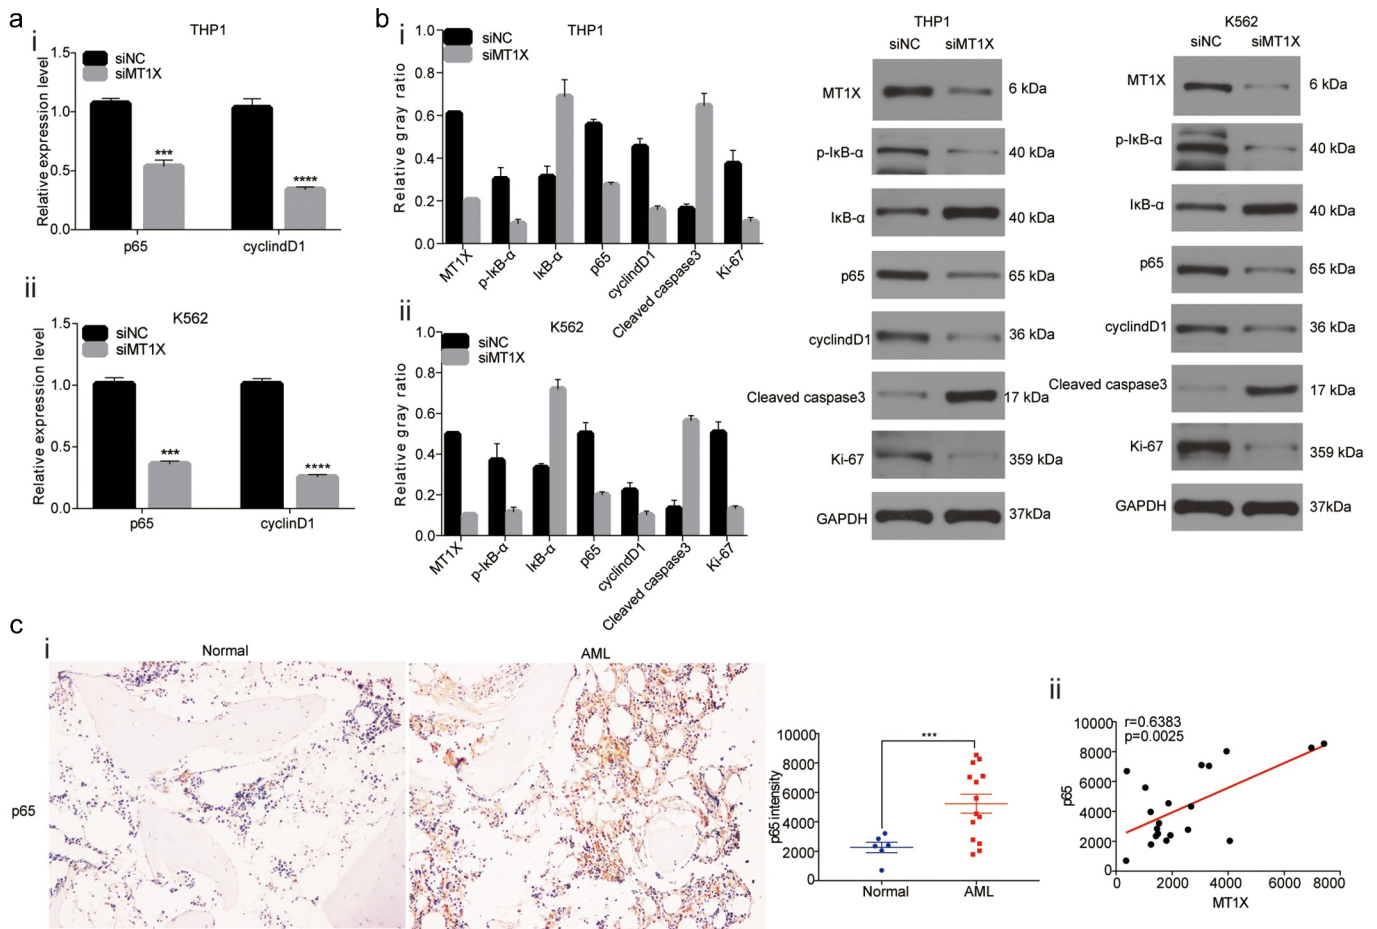 a
i
THP1
siNC
siMT1X
Relative expression level
1.5
1.0
0.5
0.0
***
****
p65
cyclindD1
ii
K562
siNC
siMT1X
Relative expression level
1.5
1.0
0.5
0.0
***
****
p65
cyclinD1
b
i
THP1
siNC
siMT1X
Relative gray ratio
1.0
0.8
0.6
0.4
0.2
0.0
MT1X
p-IκB-α
IκB-α
p65
cyclindD1
Cleaved caspase3
Ki-67
ii
K562
siNC
siMT1X
Relative gray ratio
1.0
0.8
0.6
0.4
0.2
0.0
MT1X
p-IκB-α
IκB-α
p65
cyclindD1
Cleaved caspase3
Ki-67
THP1
siNC siMT1X
MT1X 6 kDa
p-IκB-α 40 kDa
IκB-α 40 kDa
p65 65 kDa
cyclindD1 36 kDa
Cleaved caspase3 17 kDa
Ki-67 359 kDa
GAPDH 37kDa
K562
siNC siMT1X
MT1X 6 kDa
p-IκB-α 40 kDa
IκB-α 40 kDa
p65 65 kDa
cyclindD1 36 kDa
Cleaved caspase3 17 kDa
Ki-67 359 kDa
GAPDH 37kDa
c
i
Normal
AML
p65
p65 intensity
10000
8000
6000
4000
2000
0
***
Normal
AML
ii
r=0.6383
p=0.0025
p65
10000
8000
6000
4000
2000
0
0 2000 4000 6000 8000
MT1X